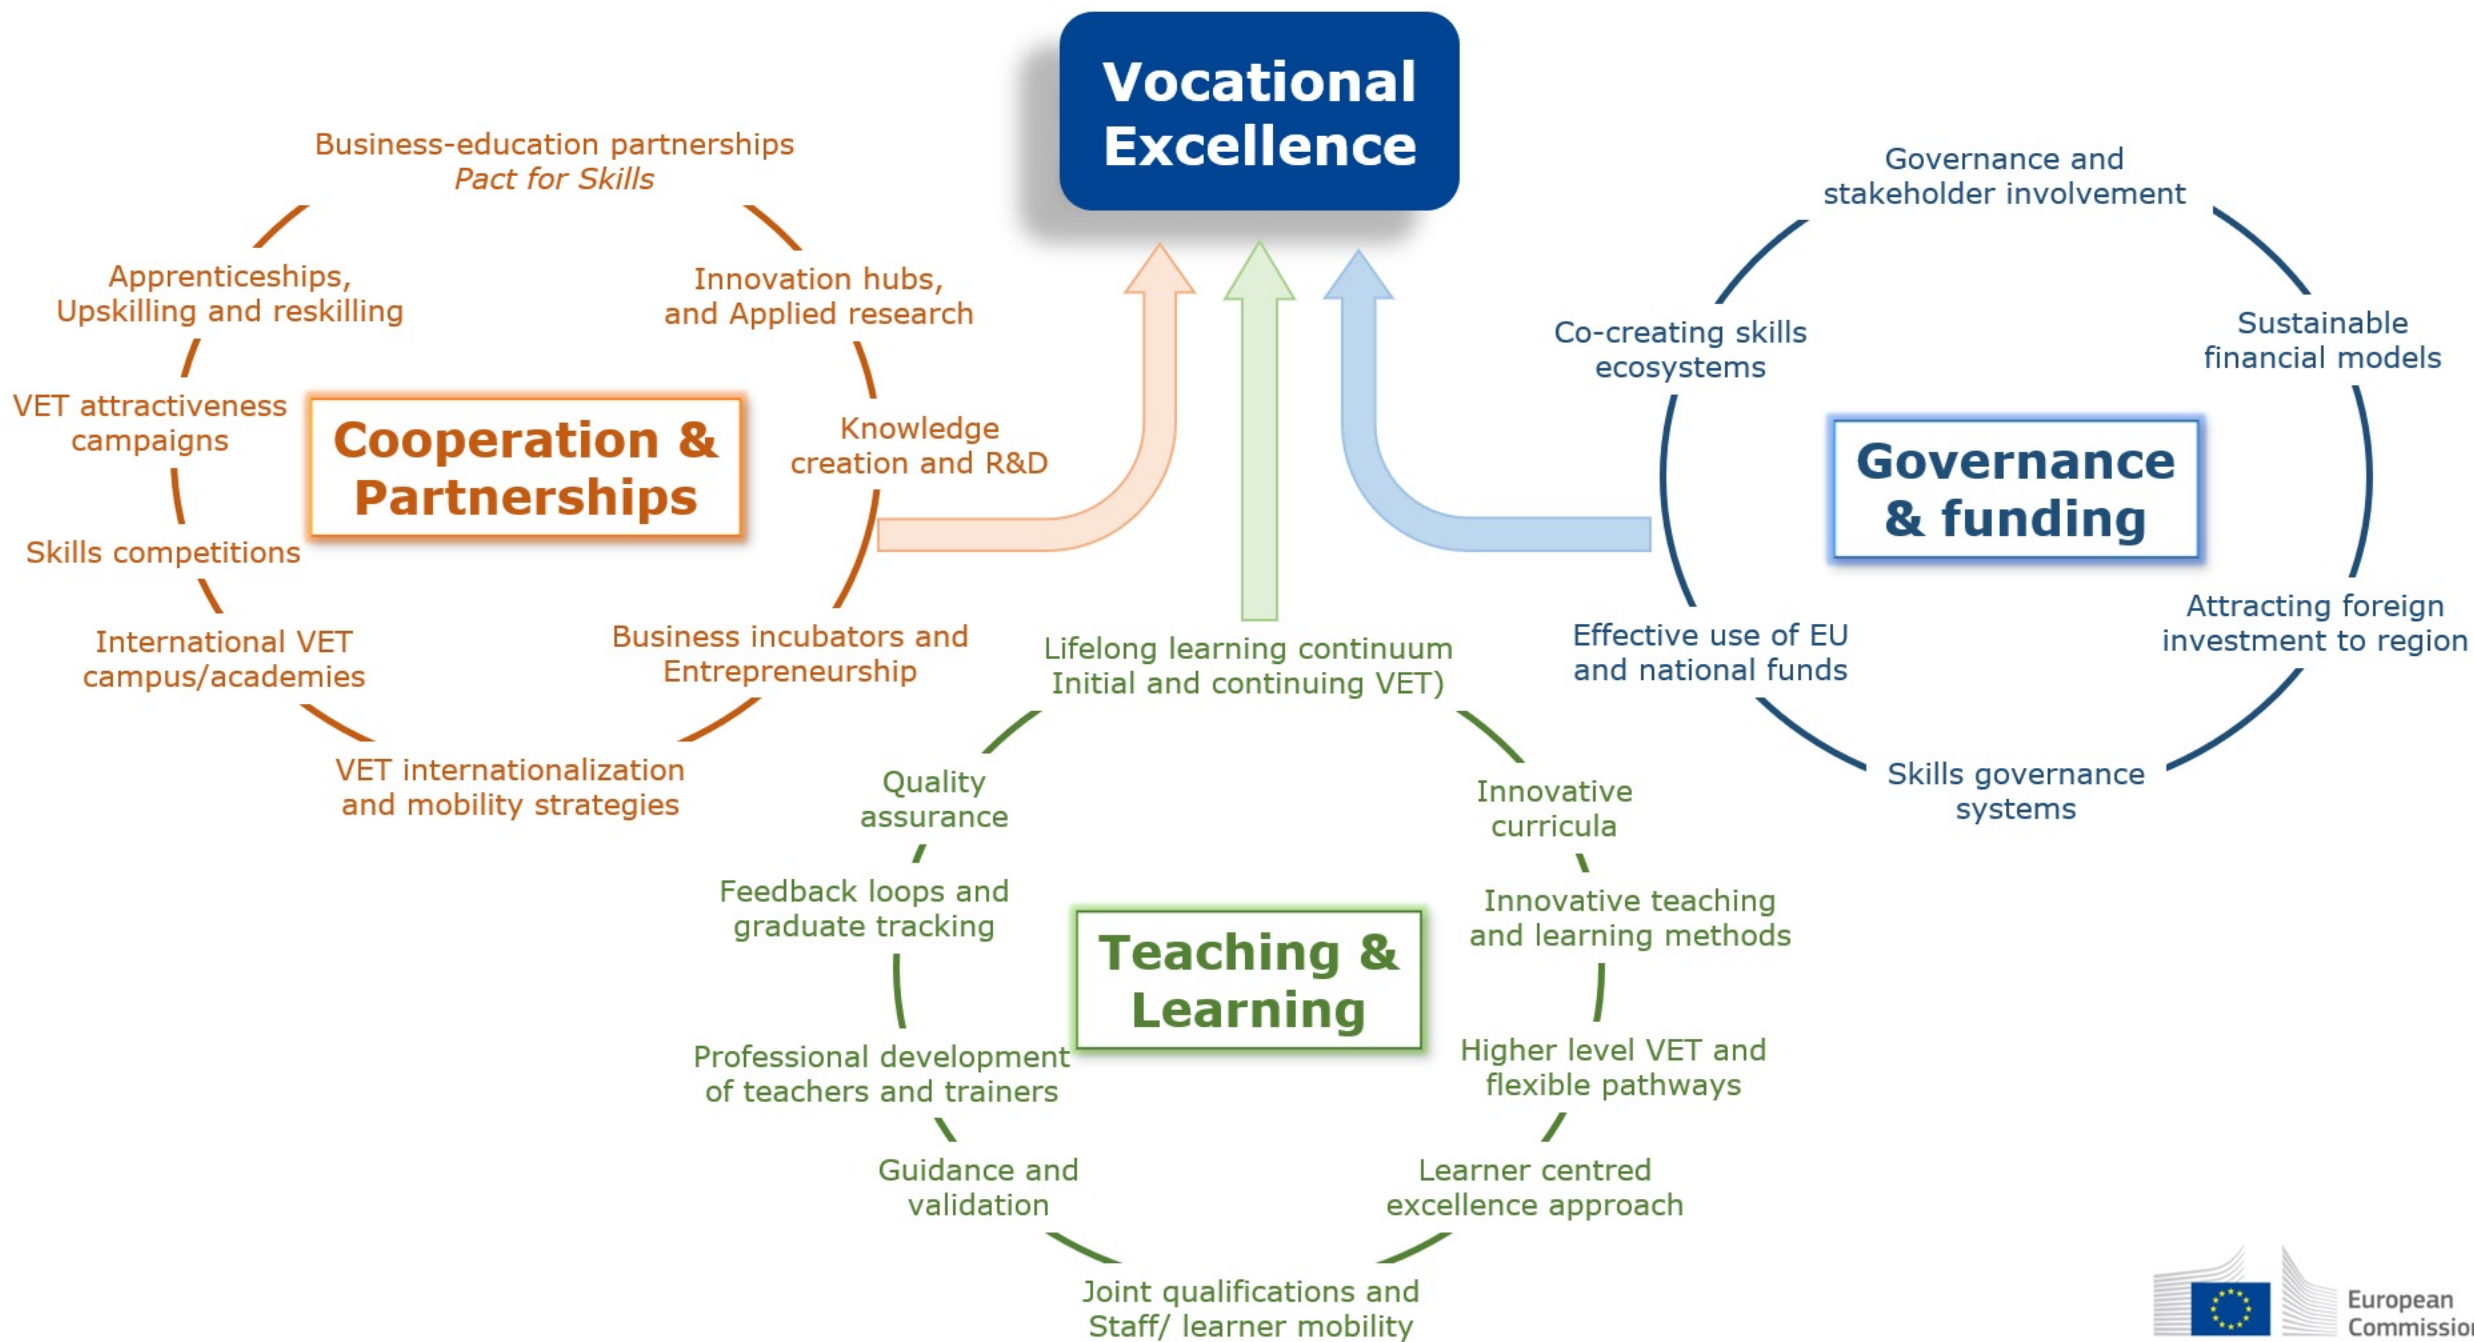 Vocational
Excellence
Business-education partnerships
Pact for Skills
Apprenticeships,
Upskilling and reskilling
Innovation hubs,
and Applied research
VET attractiveness
campaigns
Cooperation &
Partnerships
Knowledge
creation and R&D
Skills competitions
International VET
campus/academies
Business incubators and
Entrepreneurship
VET internationalization
and mobility strategies
Governance and
stakeholder involvement
Co-creating skills
ecosystems
Sustainable
financial models
Governance
& funding
Effective use of EU
and national funds
Attracting foreign
investment to region
Skills governance
systems
Lifelong learning continuum
Initial and continuing VET)
Quality
assurance
Innovative
curricula
Feedback loops and
graduate tracking
Innovative teaching
and learning methods
Teaching &
Learning
Professional development
of teachers and trainers
Higher level VET and
flexible pathways
Guidance and
validation
Learner centred
excellence approach
Joint qualifications and
Staff/ learner mobility
European
Commission